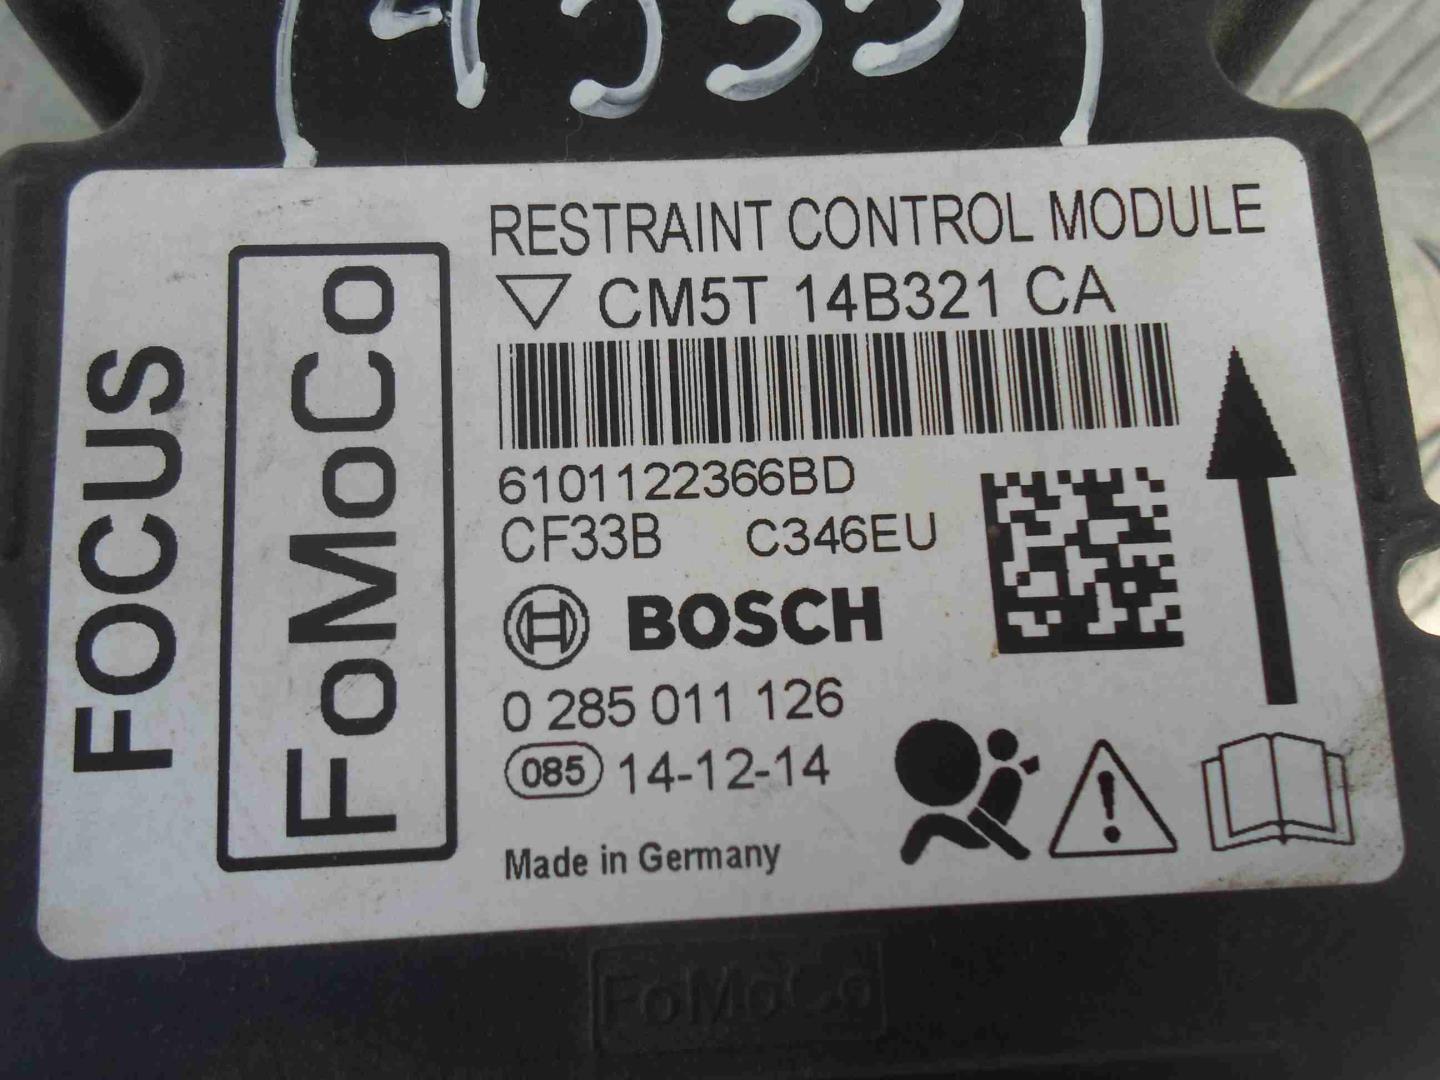 RESTRAINT CONTROL MODULE
CM5T 14B321 CA
6101122366BD
CF33B C346EU
BOSCH
0 285 011 126
085 14-12-14
Made in Germany
FoMoCo
FOCUS
FoMoCo